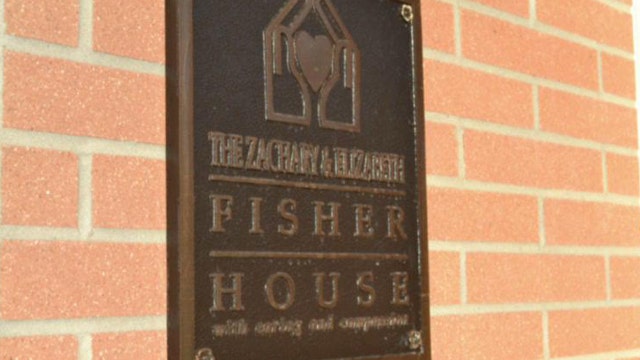 THE ZACHARY & ELIZABETH
FISHER
HOUSE
with caring and compassion